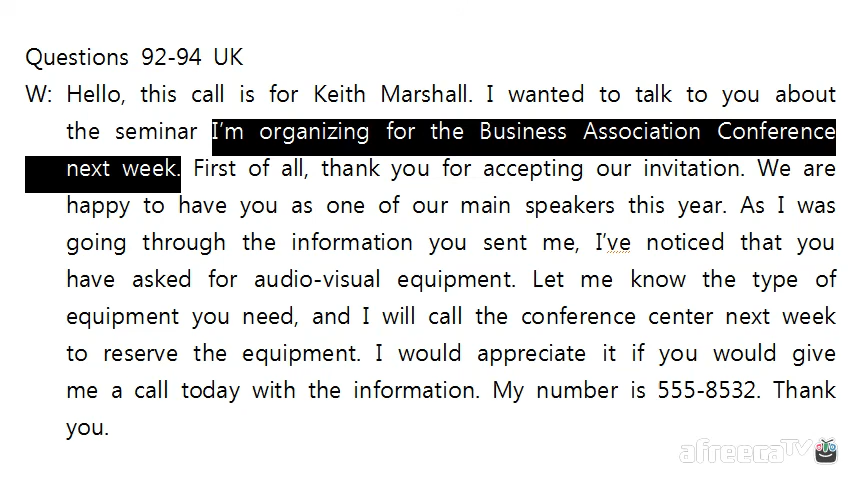 Questions 92-94 UK
W: Hello, this call is for Keith Marshall. I wanted to talk to you about
the seminar I'm organizing for the Business Association Conference
next week. First of all, thank you for accepting our invitation. We are
happy to have you as one of our main speakers this year. As I was
going through the information you sent me, I've noticed that you
have asked for audio-visual equipment. Let me know the type of
equipment you need, and I will call the conference center next week
to reserve the equipment. I would appreciate it if you would give
me a call today with the information. My number is 555-8532. Thank
you.
afreecaTV